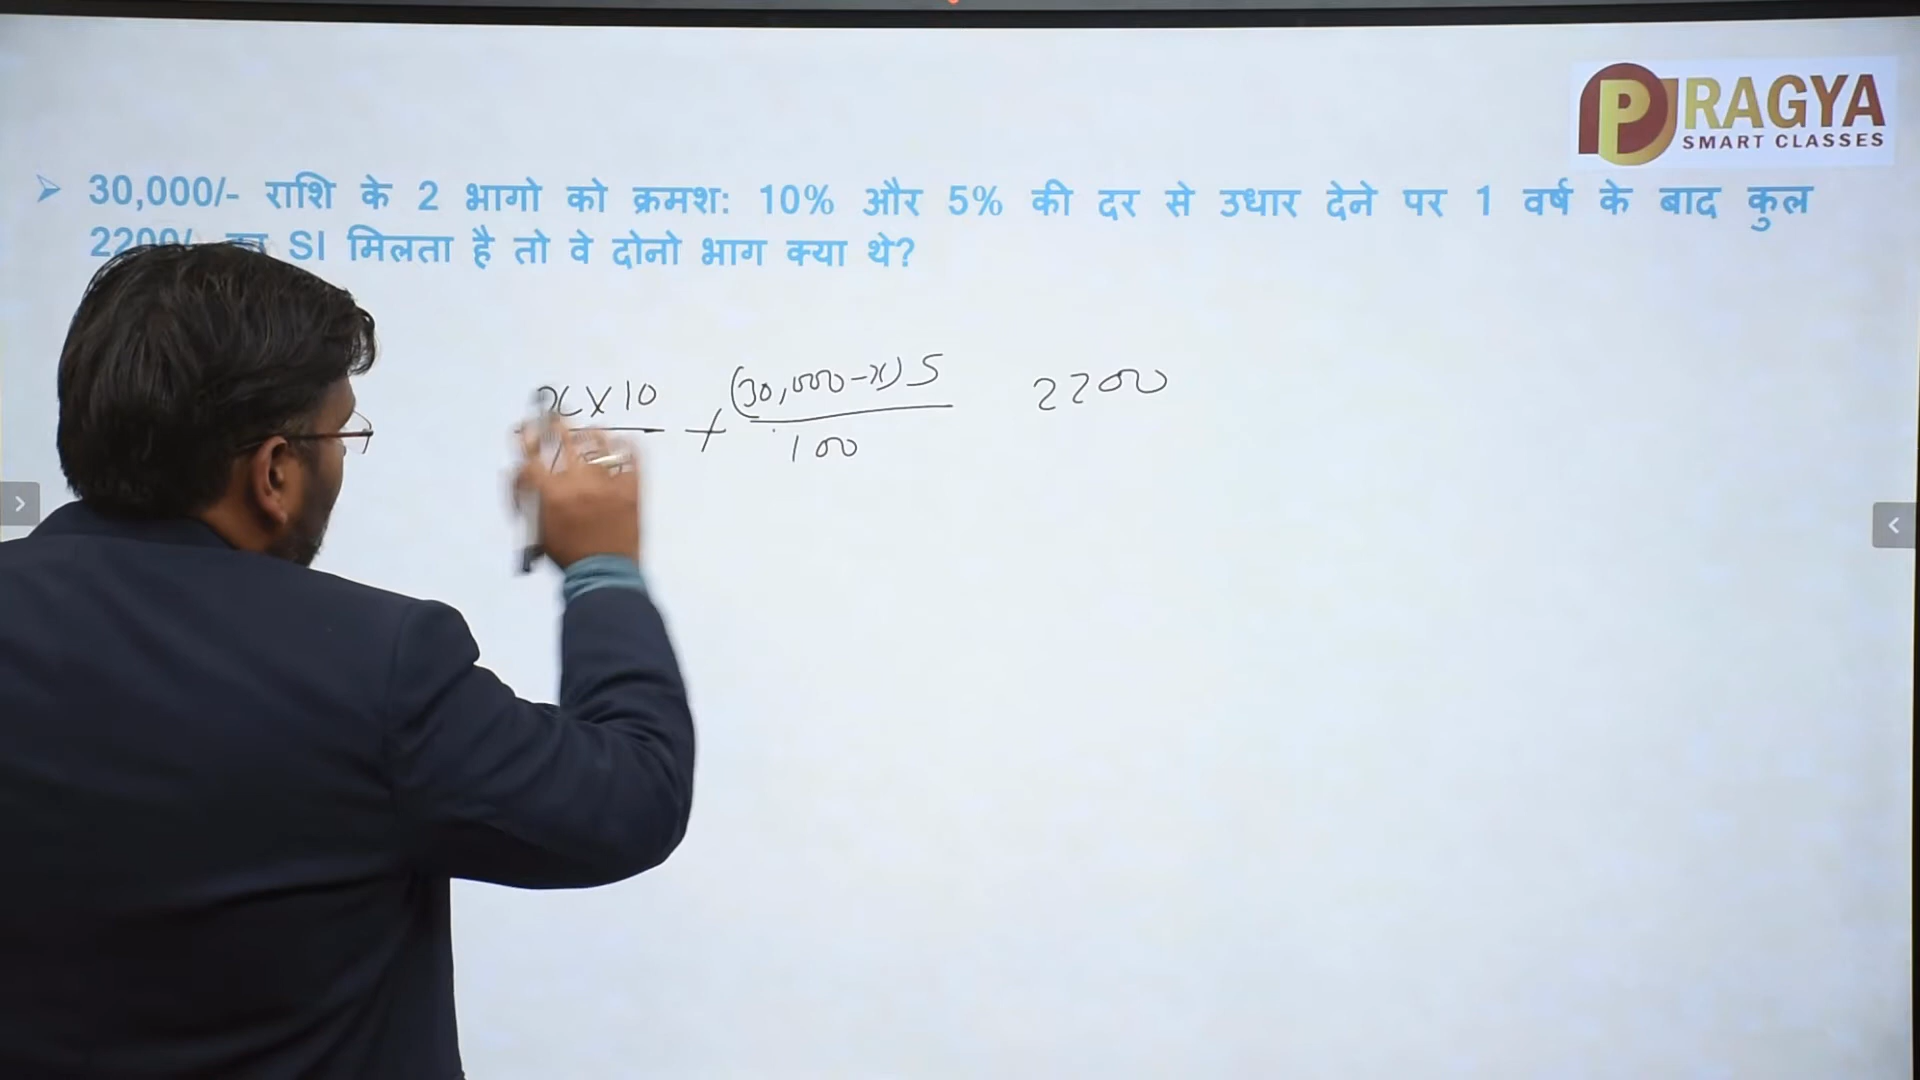 PRAGYA
SMART CLASSES
➤ 30,000/- राशि के 2 भागो को क्रमश: 10% और 5% की दर से उधार देने पर 1 वर्ष के बाद कुल
2200/- SI मिलता है तो वे दोनो भाग क्या थे?
x×10 + (30,000-x)5 2200
100